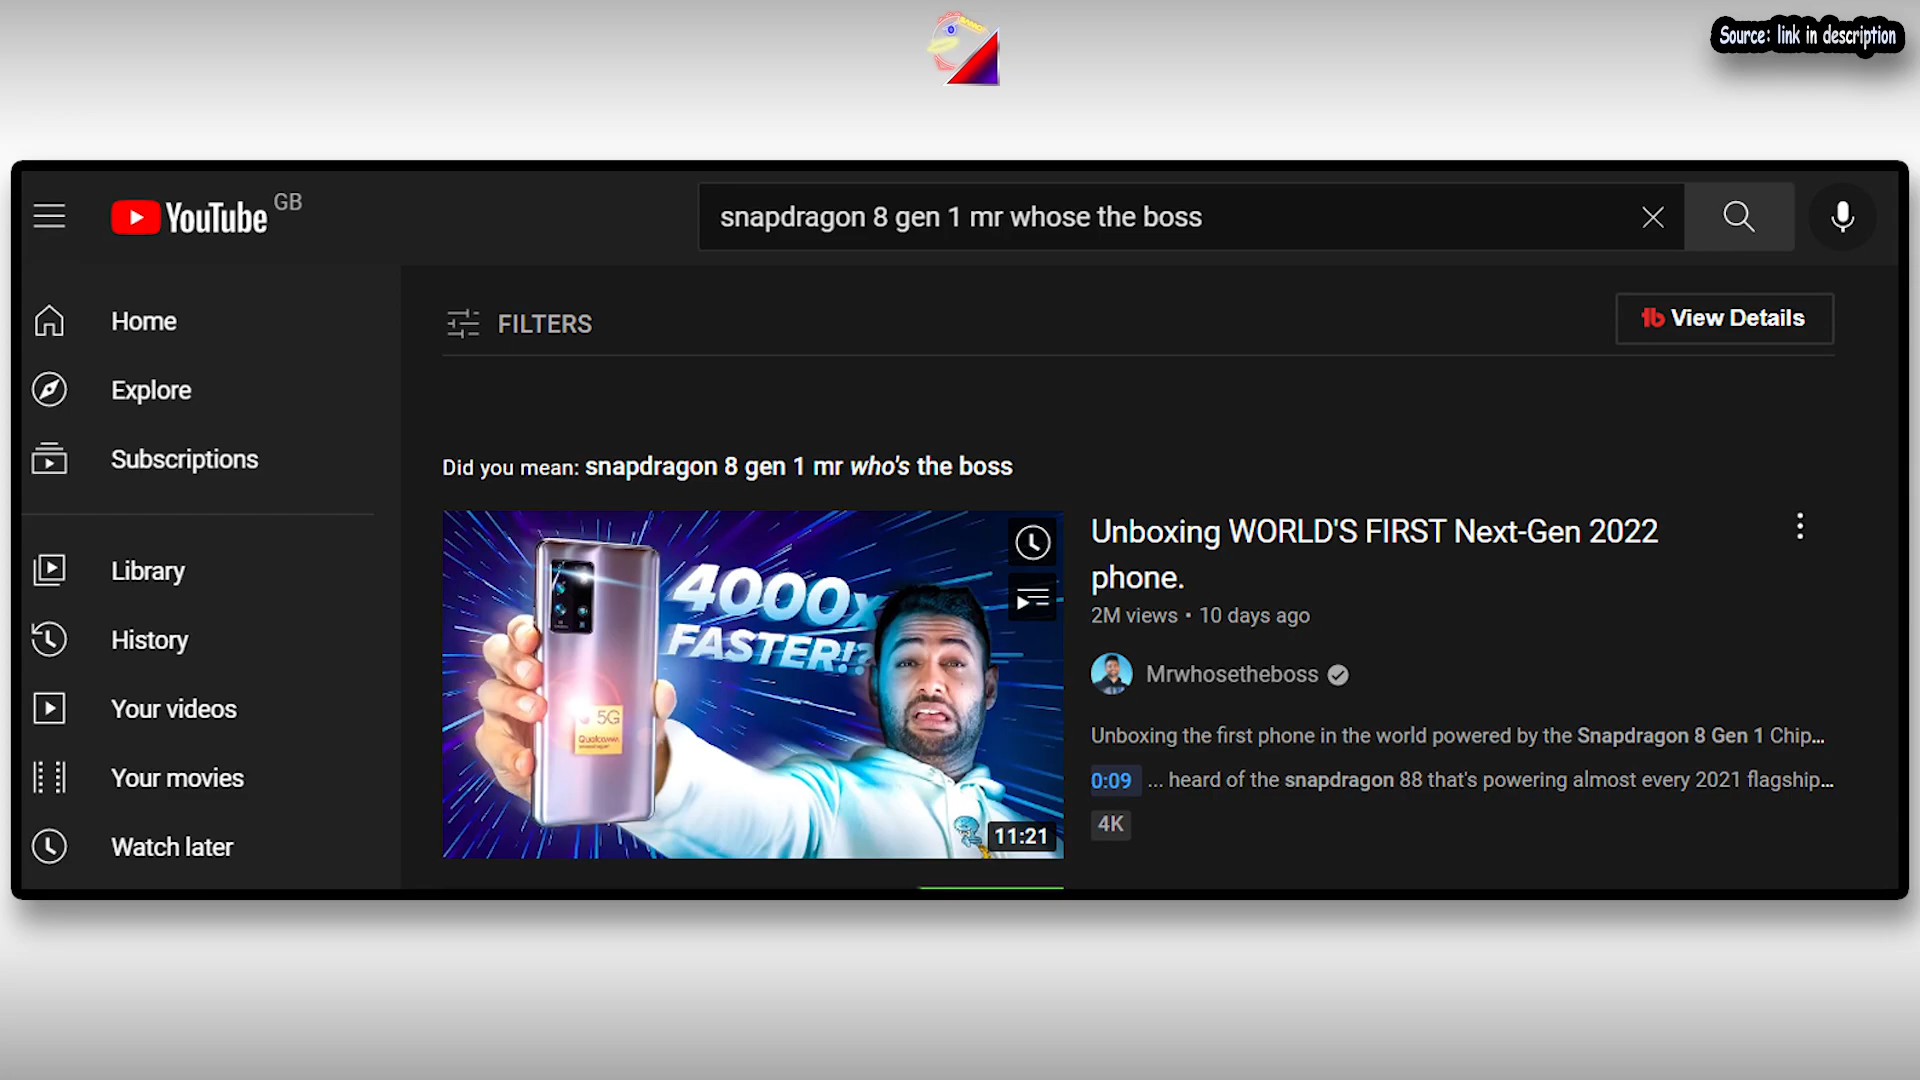 Source: link in description
YouTube GB
snapdragon 8 gen 1 mr whose the boss
Home
Explore
Subscriptions
Library
History
Your videos
Your movies
Watch later
FILTERS
View Details
Did you mean: snapdragon 8 gen 1 mr who's the boss
4000x
FASTER!?
5G
Qualcomm
11:21
Unboxing WORLD'S FIRST Next-Gen 2022
phone.
2M views • 10 days ago
Mrwhosetheboss
Unboxing the first phone in the world powered by the Snapdragon 8 Gen 1 Chip...
0:09 ... heard of the snapdragon 88 that's powering almost every 2021 flagship...
4K